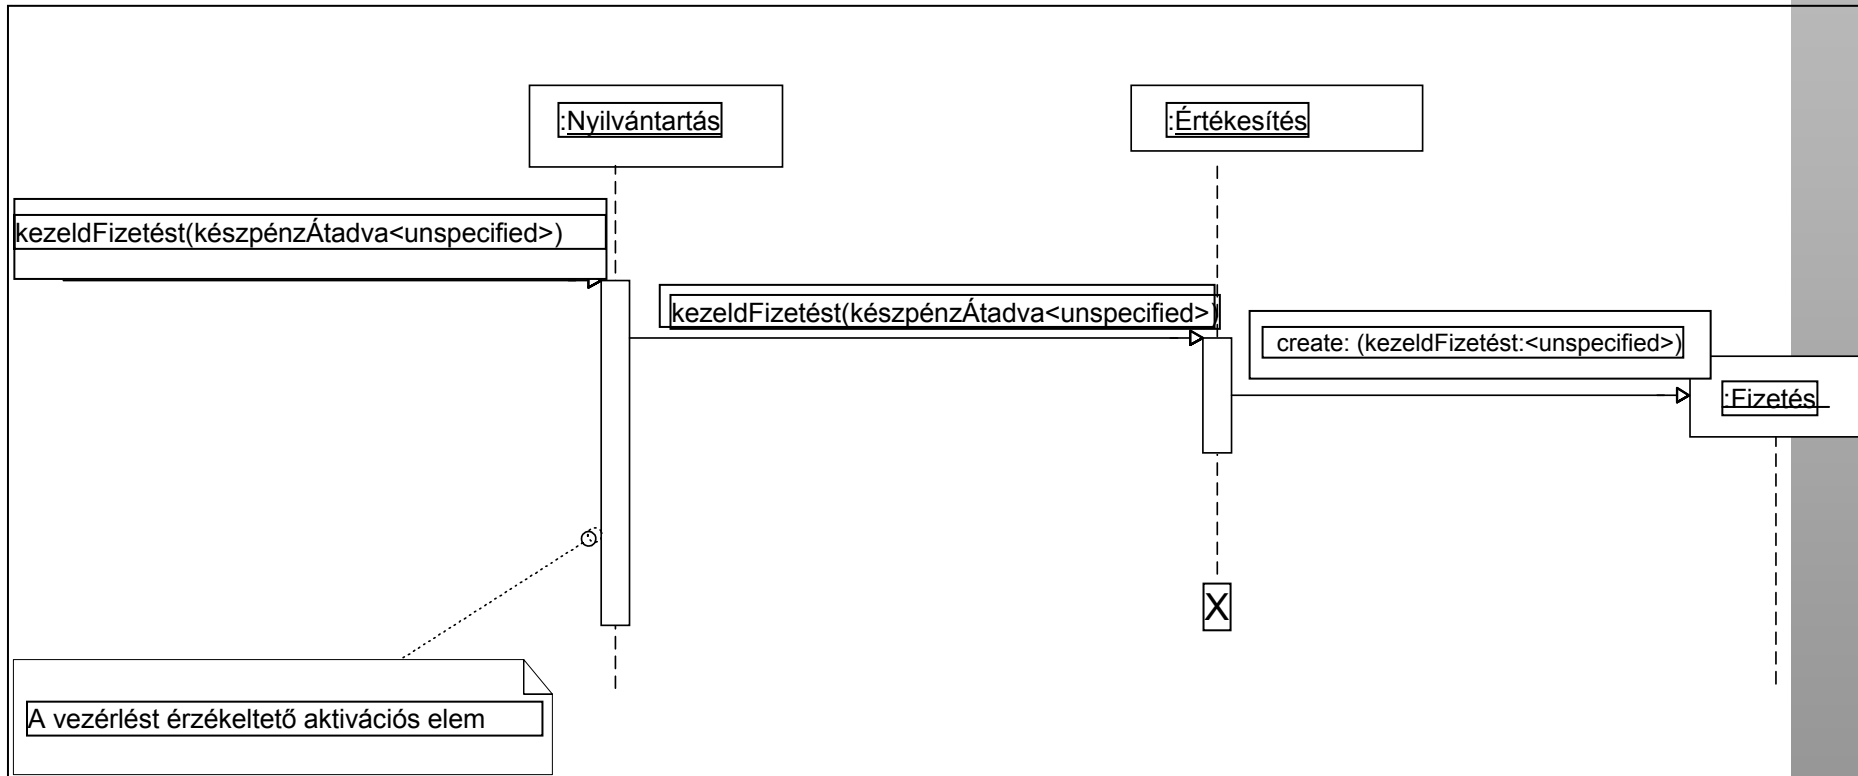 :Nyilvántartás
:Értékesítés
kezeldFizetést(készpénzÁtadva<unspecified>)
kezeldFizetést(készpénzÁtadva<unspecified>)
create: (kezeldFizetést:<unspecified>)
:Fizetés
X
A vezérlést érzékeltető aktivációs elem